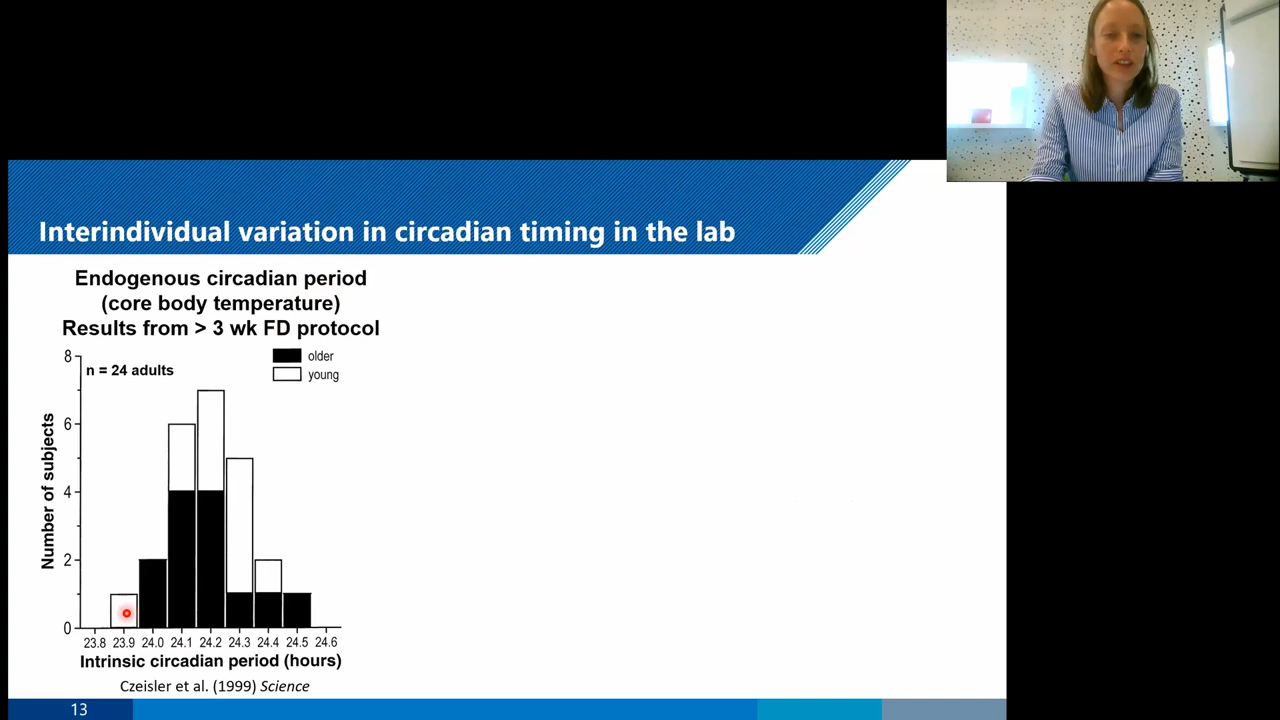 Interindividual variation in circadian timing in the lab
Endogenous circadian period
(core body temperature)
Results from > 3 wk FD protocol
n = 24 adults
older
young
8
6
4
2
0
Number of subjects
23.8 23.9 24.0 24.1 24.2 24.3 24.4 24.5 24.6
Intrinsic circadian period (hours)
Czeisler et al. (1999) Science
13